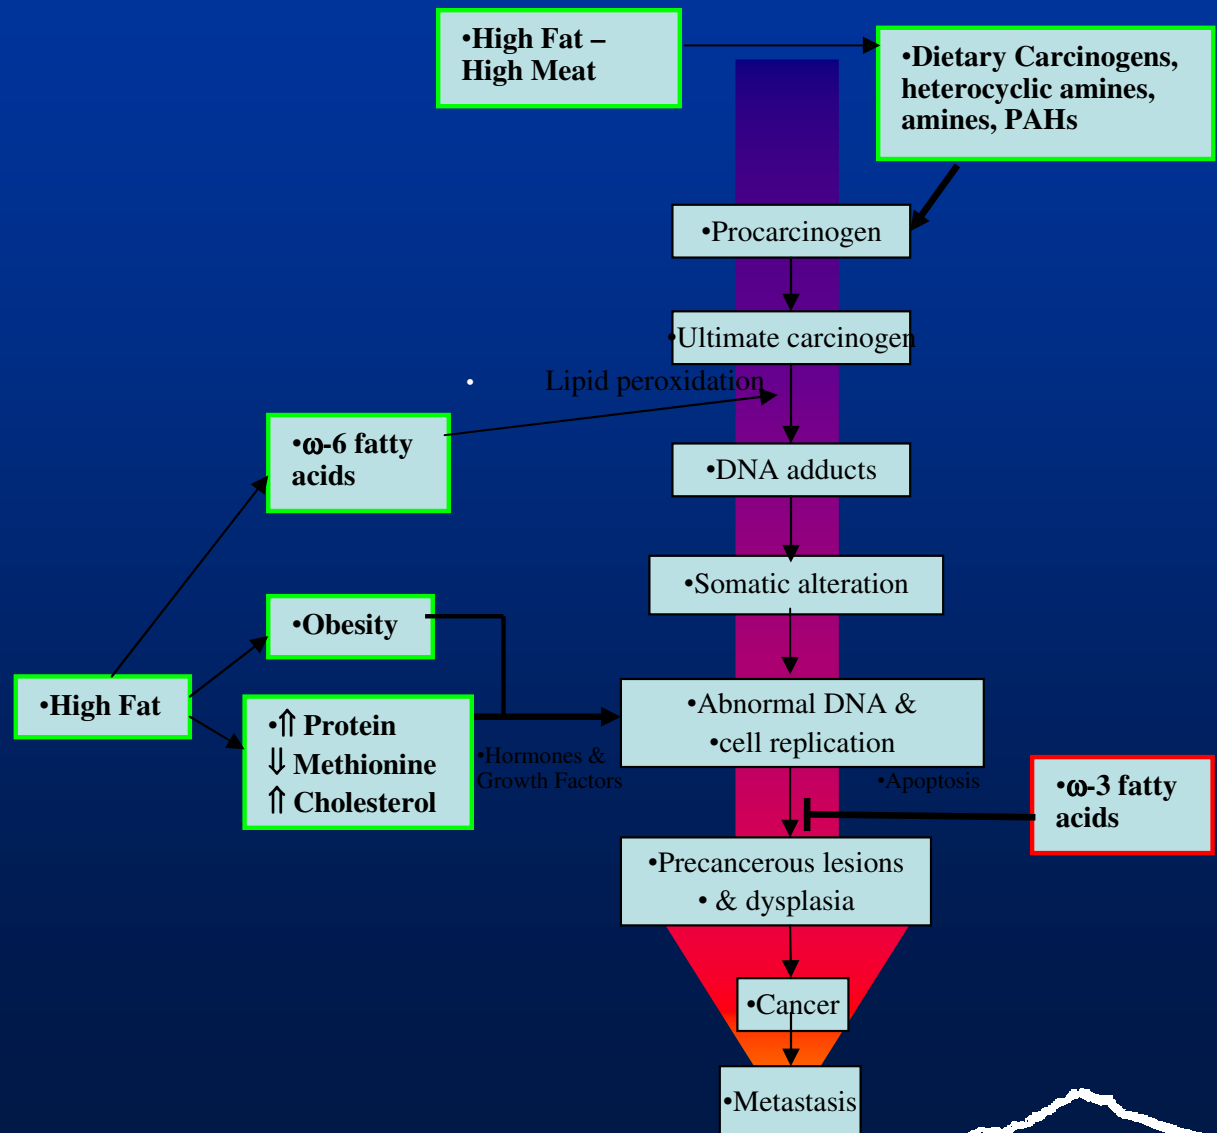 •High Fat –
High Meat
•Dietary Carcinogens,
heterocyclic amines,
amines, PAHs
•Procarcinogen
•Ultimate carcinogen
• Lipid peroxidation
•ω-6 fatty
acids
•DNA adducts
•Somatic alteration
•Obesity
•High Fat
•⇑ Protein
⇓ Methionine
⇑ Cholesterol
•Hormones &
Growth Factors
•Abnormal DNA &
•cell replication
•Apoptosis
•ω-3 fatty
acids
•Precancerous lesions
• & dysplasia
•Cancer
•Metastasis